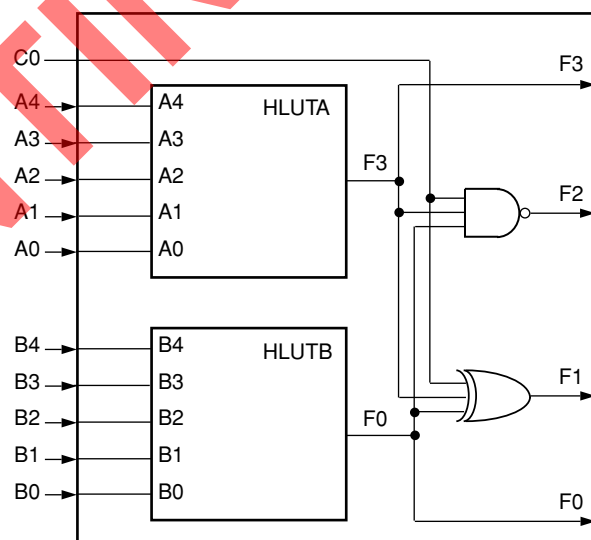 C0
F3
A4 A4 HLUTA
A3 A3
F3
A2 A2
F2
A1 A1
A0 A0
B4 B4 HLUTB
B3 B3
F1
B2 B2
F0
B1 B1
B0 B0
F0